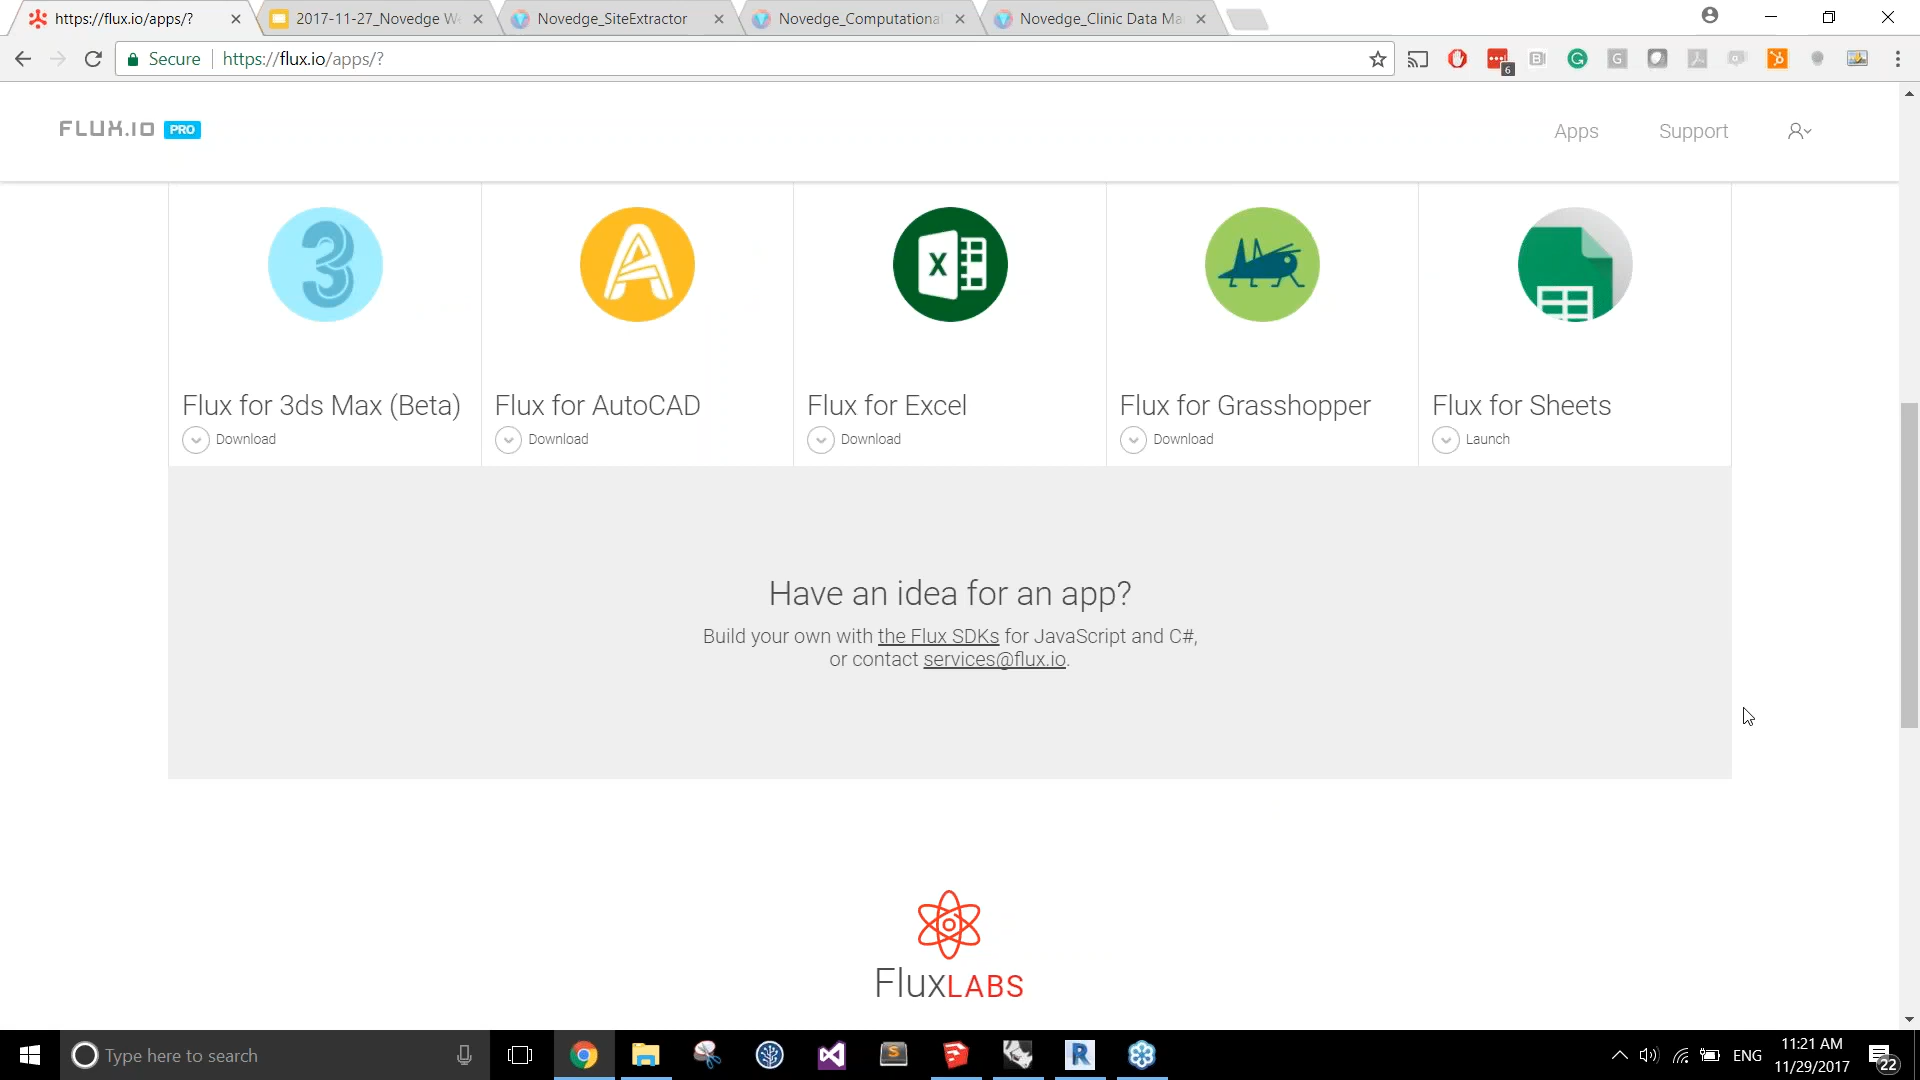 https://flux.io/apps/?
2017-11-27_Novedge W
Novedge_SiteExtractor
Novedge_Computational
Novedge_Clinic Data Ma
Secure
https://flux.io/apps/?
6
FLUX.IO PRO
Apps
Support
Flux for 3ds Max (Beta)
Flux for AutoCAD
Flux for Excel
Flux for Grasshopper
Flux for Sheets
Download
Download
Download
Download
Launch
Have an idea for an app?
Build your own with the Flux SDKs for JavaScript and C#,
or contact services@flux.io.
FluxLABS
Type here to search
ENG
11:21 AM
11/29/2017
22